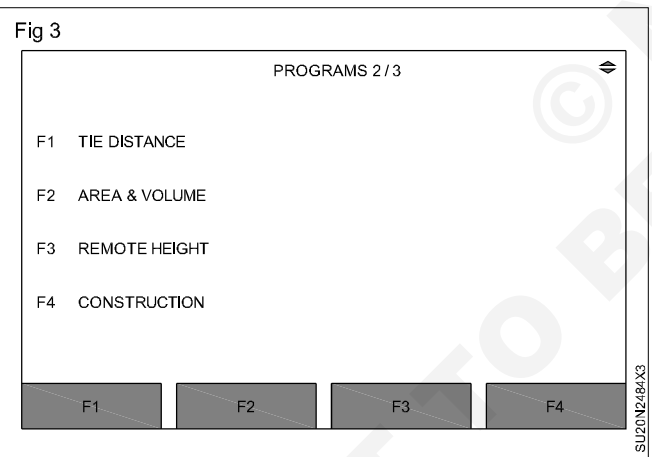 Fig 3
PROGRAMS 2 / 3
F1 TIE DISTANCE
F2 AREA & VOLUME
F3 REMOTE HEIGHT
F4 CONSTRUCTION
F1 F2 F3 F4
SU20N2484X3